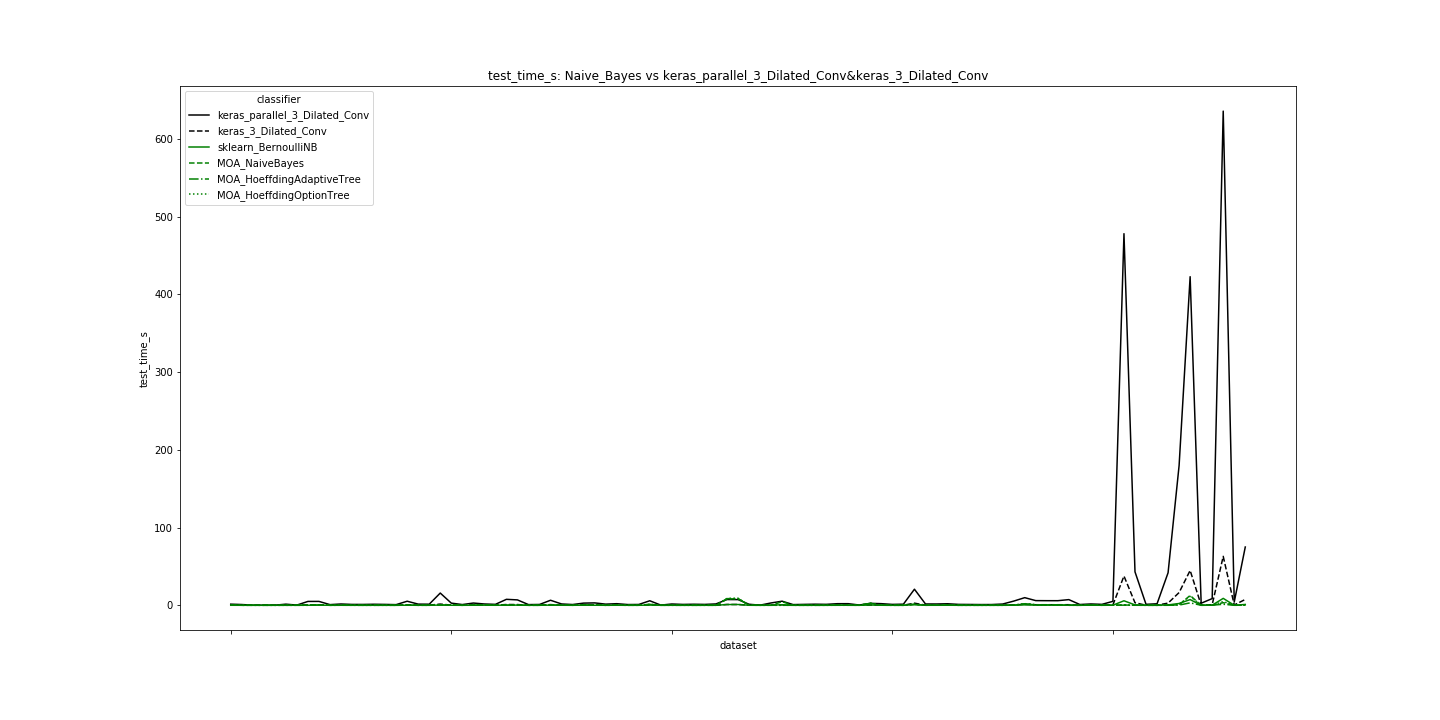 test_time_s: Naive_Bayes vs keras_parallel_3_Dilated_Conv&keras_3_Dilated_Conv
classifier
keras_parallel_3_Dilated_Conv
keras_3_Dilated_Conv
sklearn_BernoulliNB
MOA_NaiveBayes
MOA_HoeffdingAdaptiveTree
MOA_HoeffdingOptionTree
600
500
400
300
200
100
0
test_time_s
dataset